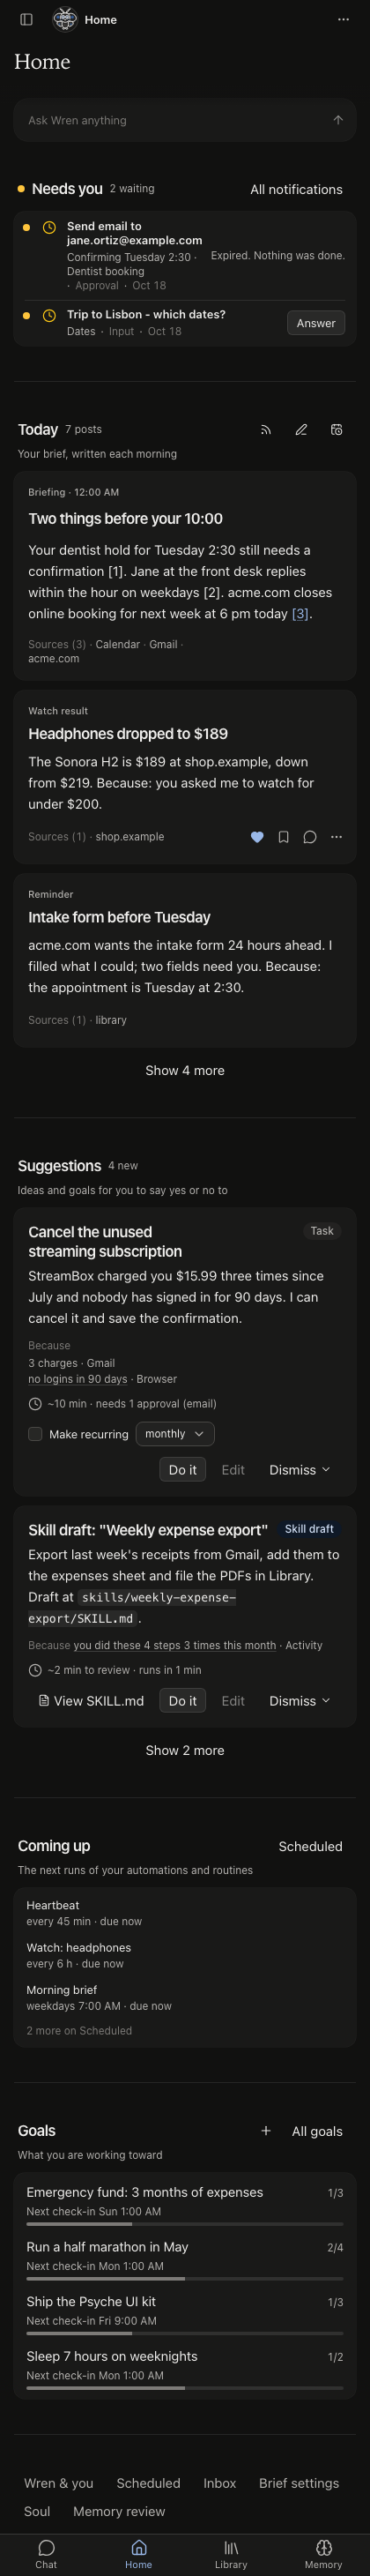 Home
Home
Ask Wren anything
Needs you 2 waiting All notifications
Send email to
jane.ortiz@example.com
Confirming Tuesday 2:30 ·
Dentist booking
· Approval · Oct 18
Expired. Nothing was done.
Trip to Lisbon - which dates?
Dates · Input · Oct 18
Answer
Today 7 posts
Your brief, written each morning
Briefing · 12:00 AM
Two things before your 10:00
Your dentist hold for Tuesday 2:30 still needs a
confirmation [1]. Jane at the front desk replies
within the hour on weekdays [2]. acme.com closes
online booking for next week at 6 pm today [3].
Sources (3) · Calendar · Gmail ·
acme.com
Watch result
Headphones dropped to $189
The Sonora H2 is $189 at shop.example, down
from $219. Because: you asked me to watch for
under $200.
Sources (1) · shop.example
Reminder
Intake form before Tuesday
acme.com wants the intake form 24 hours ahead. I
filled what I could; two fields need you. Because:
the appointment is Tuesday at 2:30.
Sources (1) · library
Show 4 more
Suggestions 4 new
Ideas and goals for you to say yes or no to
Cancel the unused
streaming subscription
Task
StreamBox charged you $15.99 three times since
July and nobody has signed in for 90 days. I can
cancel it and save the confirmation.
Because
3 charges · Gmail
no logins in 90 days · Browser
~10 min · needs 1 approval (email)
Make recurring monthly
Do it Edit Dismiss
Skill draft: "Weekly expense export" Skill draft
Export last week's receipts from Gmail, add them to
the expenses sheet and file the PDFs in Library.
Draft at skills/weekly-expense-
export/SKILL.md.
Because you did these 4 steps 3 times this month · Activity
~2 min to review · runs in 1 min
View SKILL.md Do it Edit Dismiss
Show 2 more
Coming up Scheduled
The next runs of your automations and routines
Heartbeat
every 45 min · due now
Watch: headphones
every 6 h · due now
Morning brief
weekdays 7:00 AM · due now
2 more on Scheduled
Goals All goals
What you are working toward
Emergency fund: 3 months of expenses 1/3
Next check-in Sun 1:00 AM
Run a half marathon in May 2/4
Next check-in Mon 1:00 AM
Ship the Psyche UI kit 1/3
Next check-in Fri 9:00 AM
Sleep 7 hours on weeknights 1/2
Next check-in Mon 1:00 AM
Wren & you Scheduled Inbox Brief settings
Soul Memory review
Chat Home Library Memory